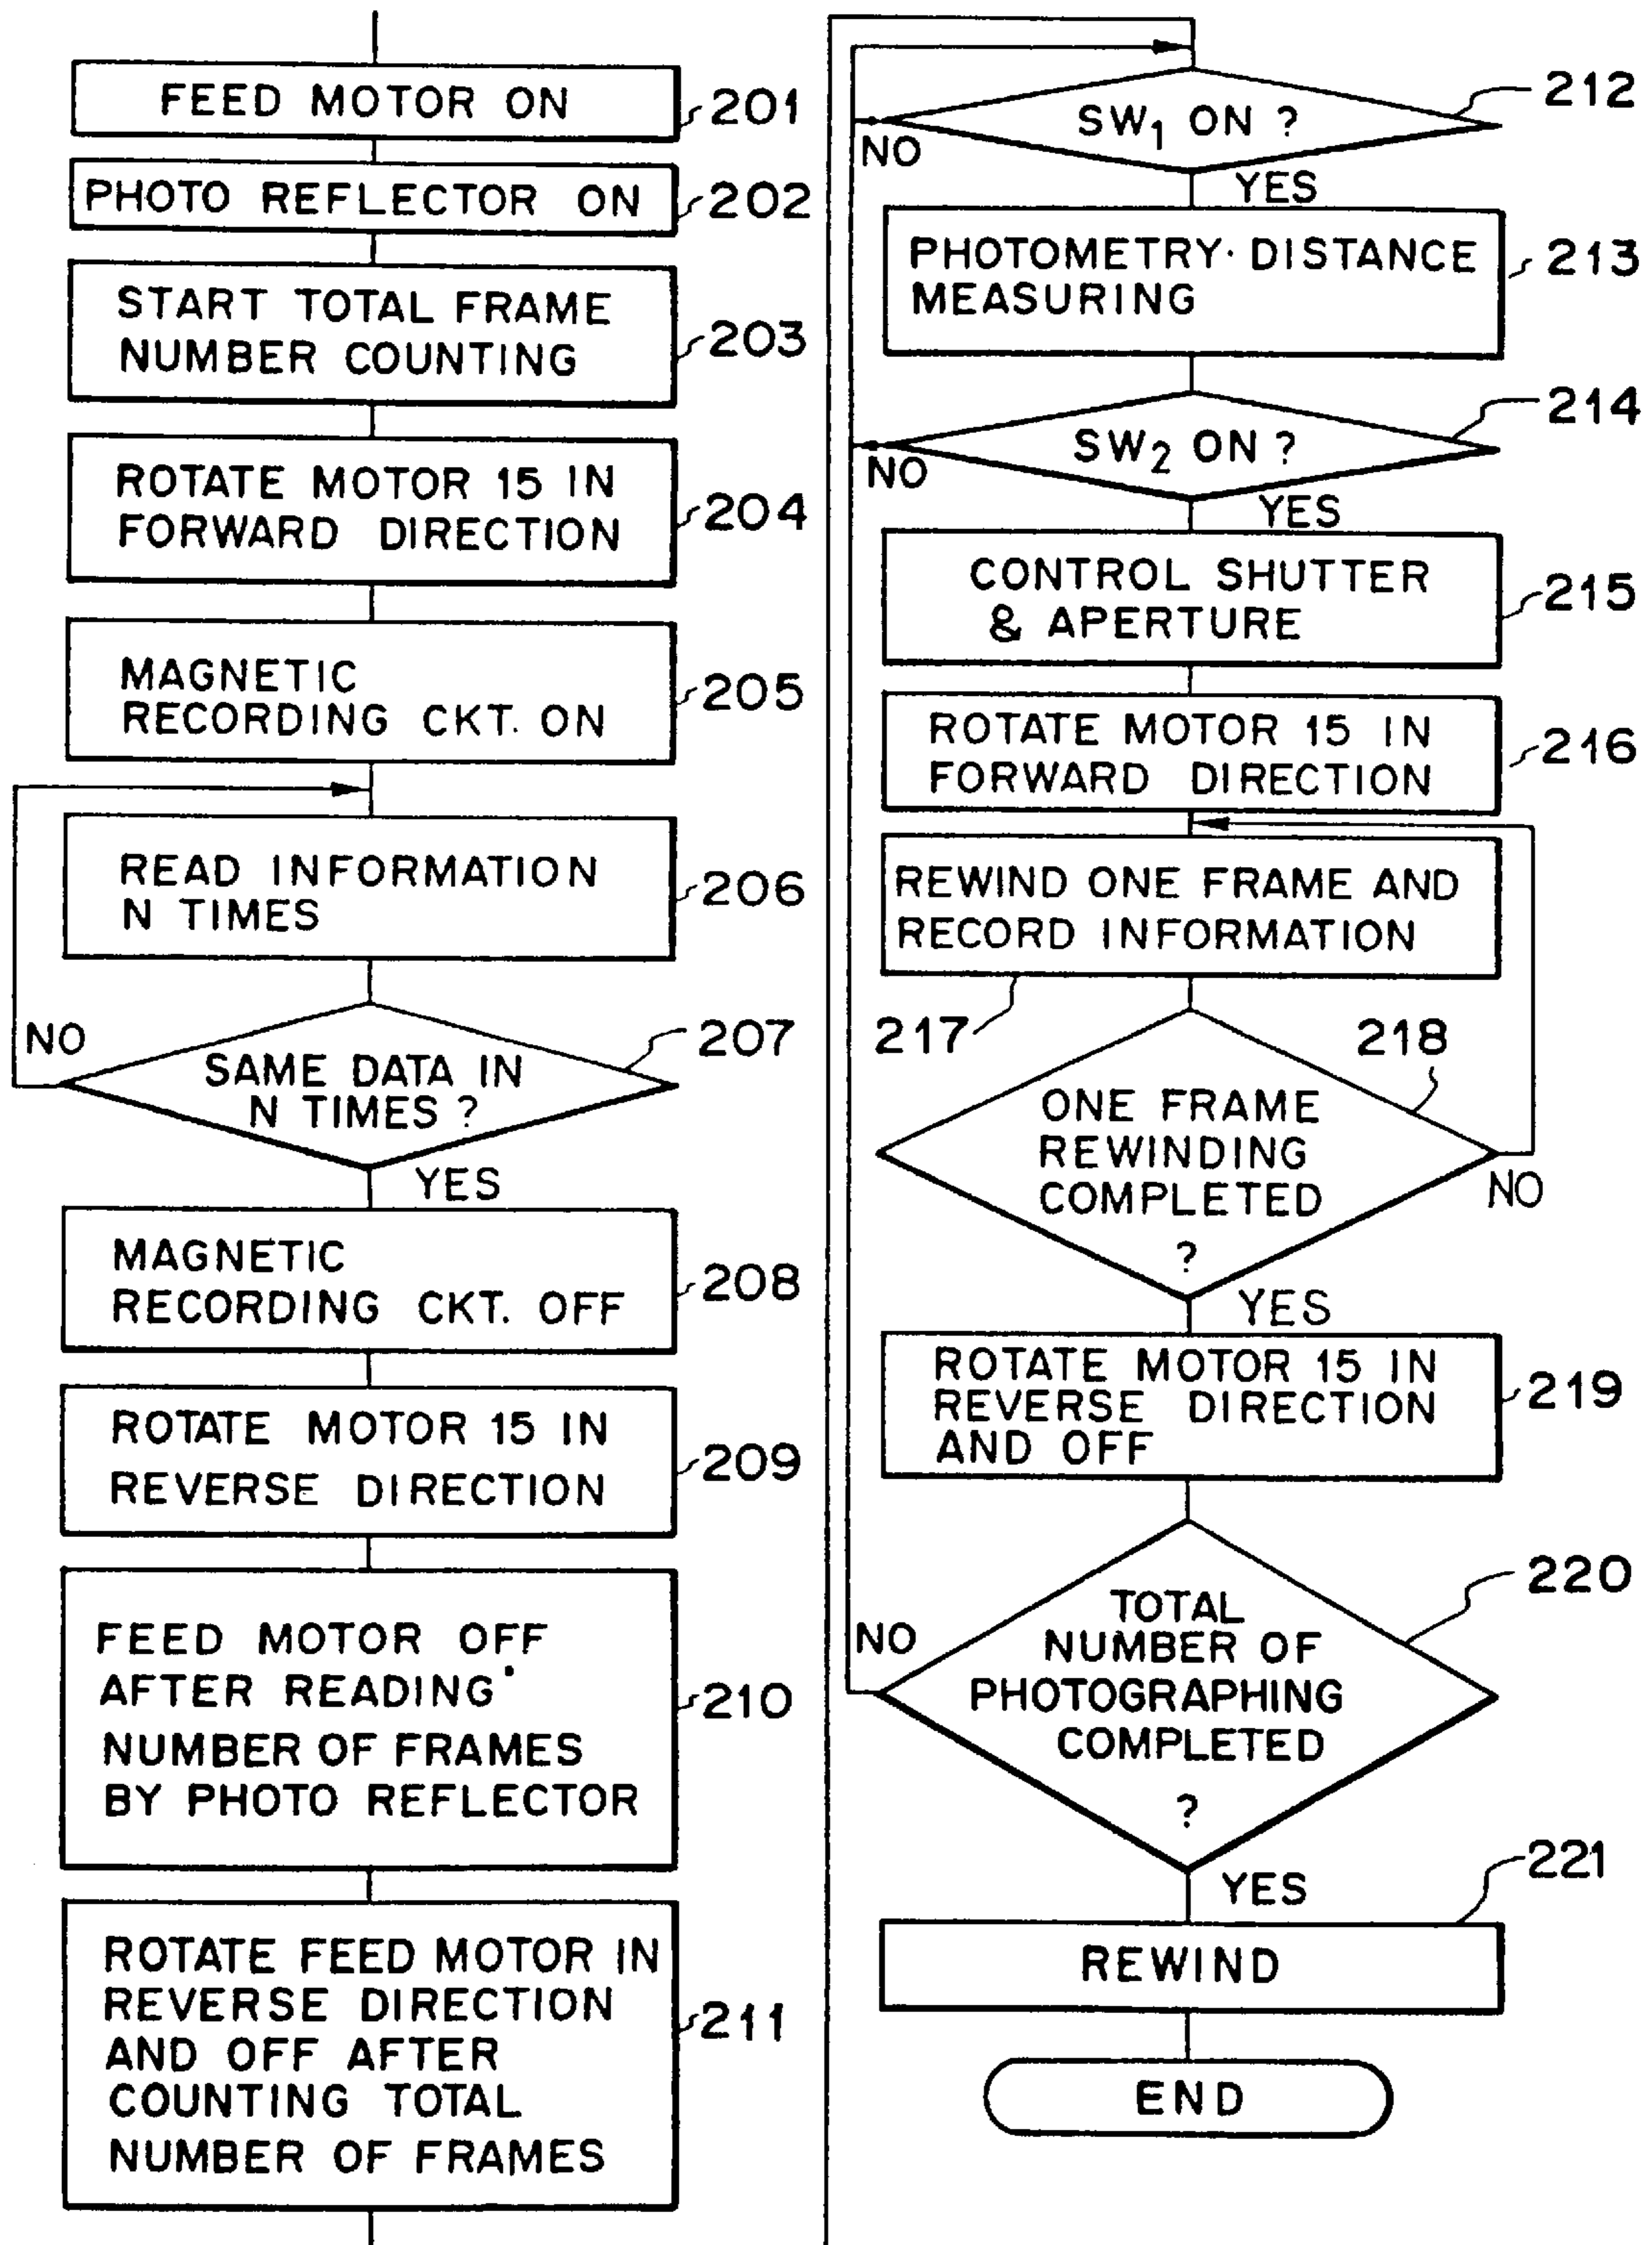 FEED MOTOR ON
201
PHOTO REFLECTOR ON
202
START TOTAL FRAME
NUMBER COUNTING
203
ROTATE MOTOR 15 IN
FORWARD DIRECTION
204
MAGNETIC
RECORDING CKT. ON
205
READ INFORMATION
N TIMES
206
NO
SAME DATA IN
N TIMES ?
207
YES
MAGNETIC
RECORDING CKT. OFF
208
ROTATE MOTOR 15 IN
REVERSE DIRECTION
209
FEED MOTOR OFF
AFTER READING
NUMBER OF FRAMES
BY PHOTO REFLECTOR
210
ROTATE FEED MOTOR IN
REVERSE DIRECTION
AND OFF AFTER
COUNTING TOTAL
NUMBER OF FRAMES
211
SW1 ON ?
212
NO
YES
PHOTOMETRY· DISTANCE
MEASURING
213
SW2 ON ?
214
NO
YES
CONTROL SHUTTER
& APERTURE
215
ROTATE MOTOR 15 IN
FORWARD DIRECTION
216
REWIND ONE FRAME AND
RECORD INFORMATION
217
218
ONE FRAME
REWINDING
COMPLETED
?
NO
YES
ROTATE MOTOR 15 IN
REVERSE DIRECTION
AND OFF
219
220
NO
TOTAL
NUMBER OF
PHOTOGRAPHING
COMPLETED
?
YES
221
REWIND
END